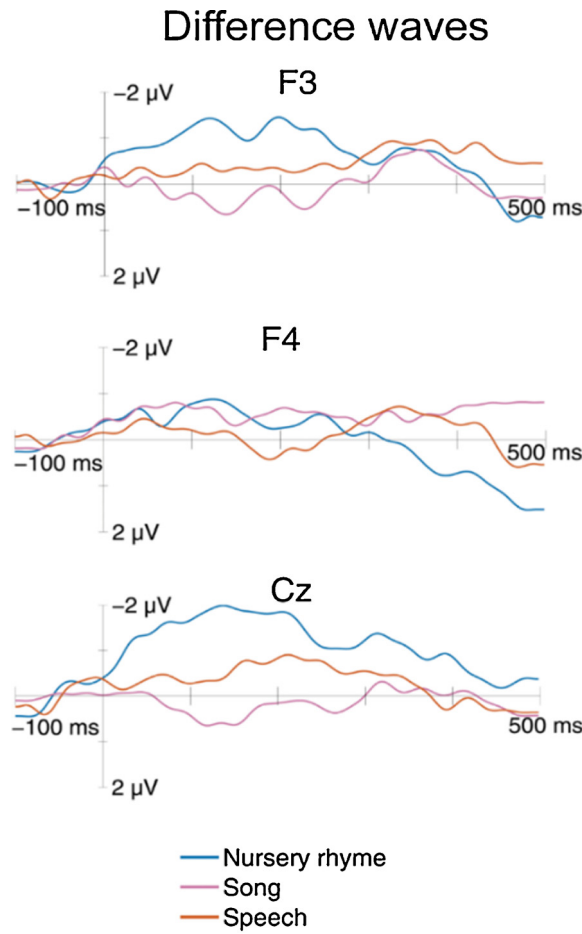 Difference waves
F3
−2 µV
−100 ms
500 ms
2 µV
F4
−2 µV
−100 ms
500 ms
2 µV
Cz
−2 µV
−100 ms
500 ms
2 µV
Nursery rhyme
Song
Speech